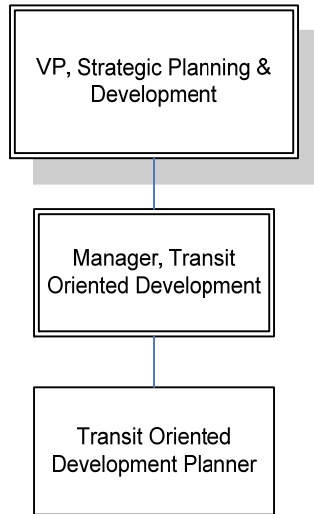 VP, Strategic Planning &
Development
Manager, Transit
Oriented Development
Transit Oriented
Development Planner